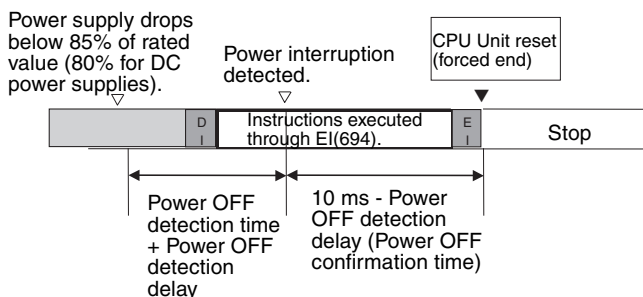 Power supply drops
below 85% of rated
value (80% for DC
power supplies).
Power interruption
detected.
CPU Unit reset
(forced end)
D
I
Instructions executed
through EI(694).
E
I
Stop
Power OFF
detection time
+ Power OFF
detection
delay
10 ms - Power
OFF detection
delay (Power OFF
confirmation time)